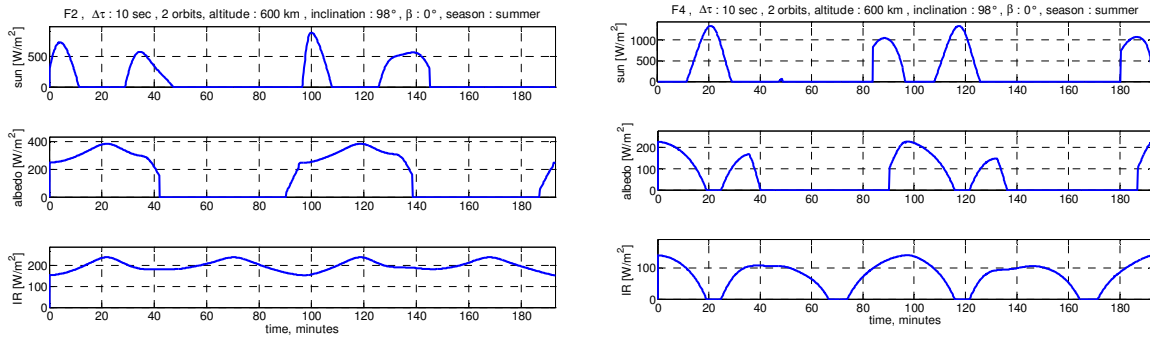 F2 , Δτ : 10 sec , 2 orbits, altitude : 600 km , inclination : 98° , β : 0° , season : summer
sun [W/m²]
500
0
0 20 40 60 80 100 120 140 160 180
albedo [W/m²]
400
200
0
0 20 40 60 80 100 120 140 160 180
IR [W/m²]
200
100
0
0 20 40 60 80 100 120 140 160 180
time, minutes
F4 , Δτ : 10 sec , 2 orbits, altitude : 600 km , inclination : 98° , β : 0° , season : summer
sun [W/m²]
1000
500
0
0 20 40 60 80 100 120 140 160 180
albedo [W/m²]
200
100
0
0 20 40 60 80 100 120 140 160 180
IR [W/m²]
100
0
0 20 40 60 80 100 120 140 160 180
time, minutes